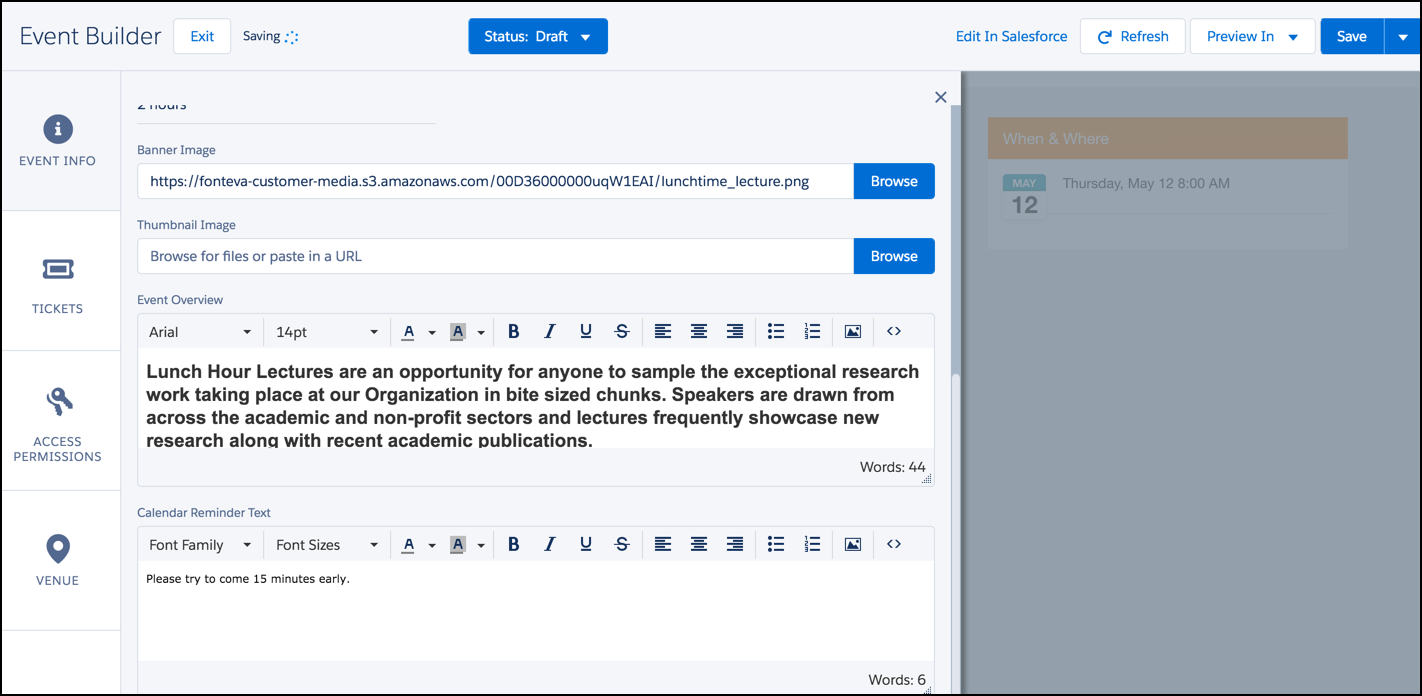 Event Builder
Exit
Saving
Status: Draft
Edit In Salesforce
Refresh
Preview In
Save
EVENT INFO
TICKETS
ACCESS
PERMISSIONS
VENUE
2 hours
Banner Image
https://fonteva-customer-media.s3.amazonaws.com/00D36000000uqW1EAI/lunchtime_lecture.png
Browse
Thumbnail Image
Browse for files or paste in a URL
Browse
Event Overview
Arial
14pt
A
A
B
I
U
S
Lunch Hour Lectures are an opportunity for anyone to sample the exceptional research
work taking place at our Organization in bite sized chunks. Speakers are drawn from
across the academic and non-profit sectors and lectures frequently showcase new
research along with recent academic publications.
Words: 44
Calendar Reminder Text
Font Family
Font Sizes
A
A
B
I
U
S
Please try to come 15 minutes early.
Words: 6
When & Where
MAY
12
Thursday, May 12 8:00 AM